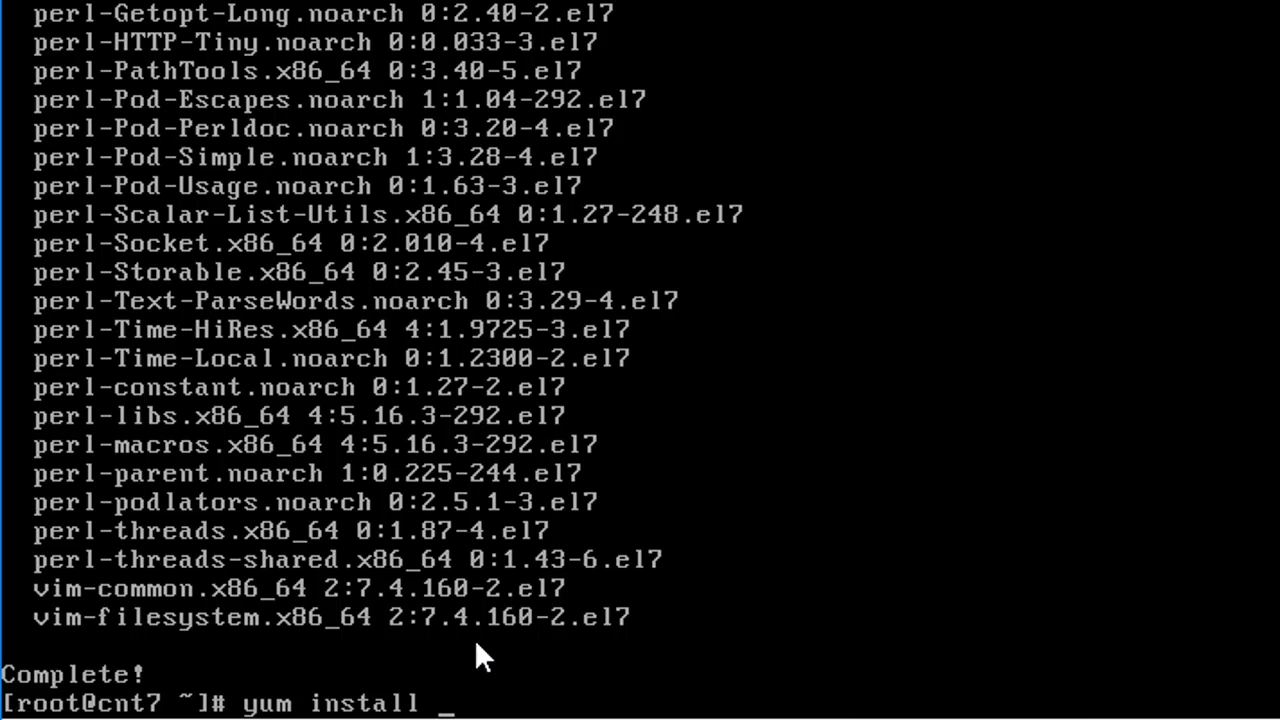 perl-Getopt-Long.noarch 0:2.40-2.el7
perl-HTTP-Tiny.noarch 0:0.033-3.el7
perl-PathTools.x86_64 0:3.40-5.el7
perl-Pod-Escapes.noarch 1:1.04-292.el7
perl-Pod-Perldoc.noarch 0:3.20-4.el7
perl-Pod-Simple.noarch 1:3.28-4.el7
perl-Pod-Usage.noarch 0:1.63-3.el7
perl-Scalar-List-Utils.x86_64 0:1.27-248.el7
perl-Socket.x86_64 0:2.010-4.el7
perl-Storable.x86_64 0:2.45-3.el7
perl-Text-ParseWords.noarch 0:3.29-4.el7
perl-Time-HiRes.x86_64 4:1.9725-3.el7
perl-Time-Local.noarch 0:1.2300-2.el7
perl-constant.noarch 0:1.27-2.el7
perl-libs.x86_64 4:5.16.3-292.el7
perl-macros.x86_64 4:5.16.3-292.el7
perl-parent.noarch 1:0.225-244.el7
perl-podlators.noarch 0:2.5.1-3.el7
perl-threads.x86_64 0:1.87-4.el7
perl-threads-shared.x86_64 0:1.43-6.el7
vim-common.x86_64 2:7.4.160-2.el7
vim-filesystem.x86_64 2:7.4.160-2.el7
Complete!
[root@cnt7 ~]# yum install _